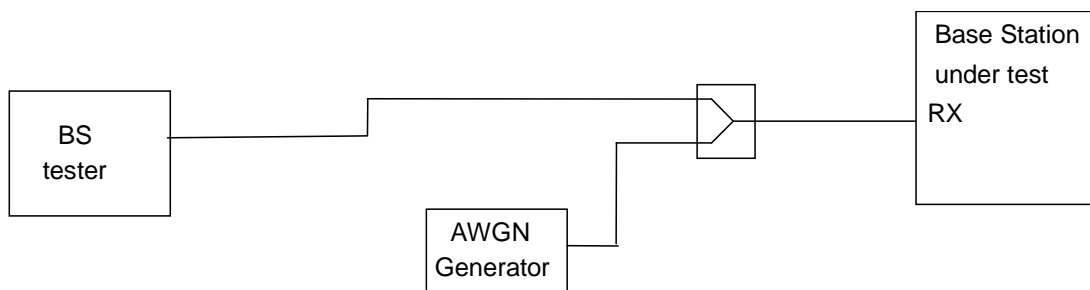 BS
tester
AWGN
Generator
Base Station
under test
RX